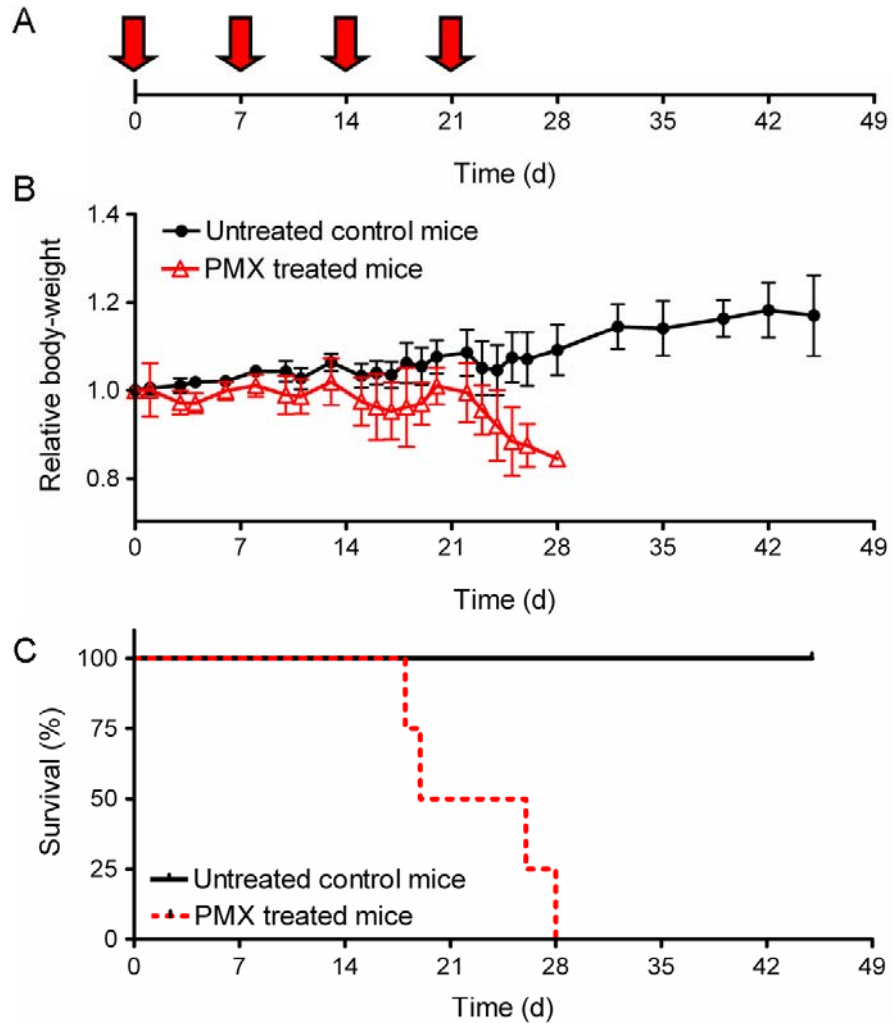 A
0 7 14 21 28 35 42 49
Time (d)
B
1.4
1.2
1.0
0.8
Relative body-weight
Untreated control mice
PMX treated mice
0 7 14 21 28 35 42 49
Time (d)
C
100
75
50
25
0
Survival (%)
Untreated control mice
PMX treated mice
0 7 14 21 28 35 42 49
Time (d)